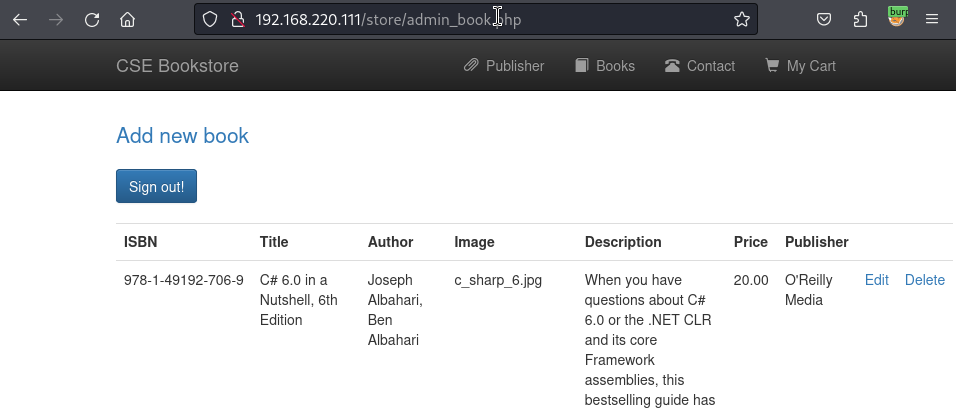 192.168.220.111/store/admin_book.php
burp
CSE Bookstore Publisher Books Contact My Cart
Add new book
Sign out!
ISBN Title Author Image Description Price Publisher
978-1-49192-706-9 C# 6.0 in a Joseph c_sharp_6.jpg When you have 20.00 O'Reilly Edit Delete
Nutshell, 6th Albahari, questions about C# Media
Edition Ben 6.0 or the .NET CLR
Albahari and its core
Framework
assemblies, this
bestselling guide has